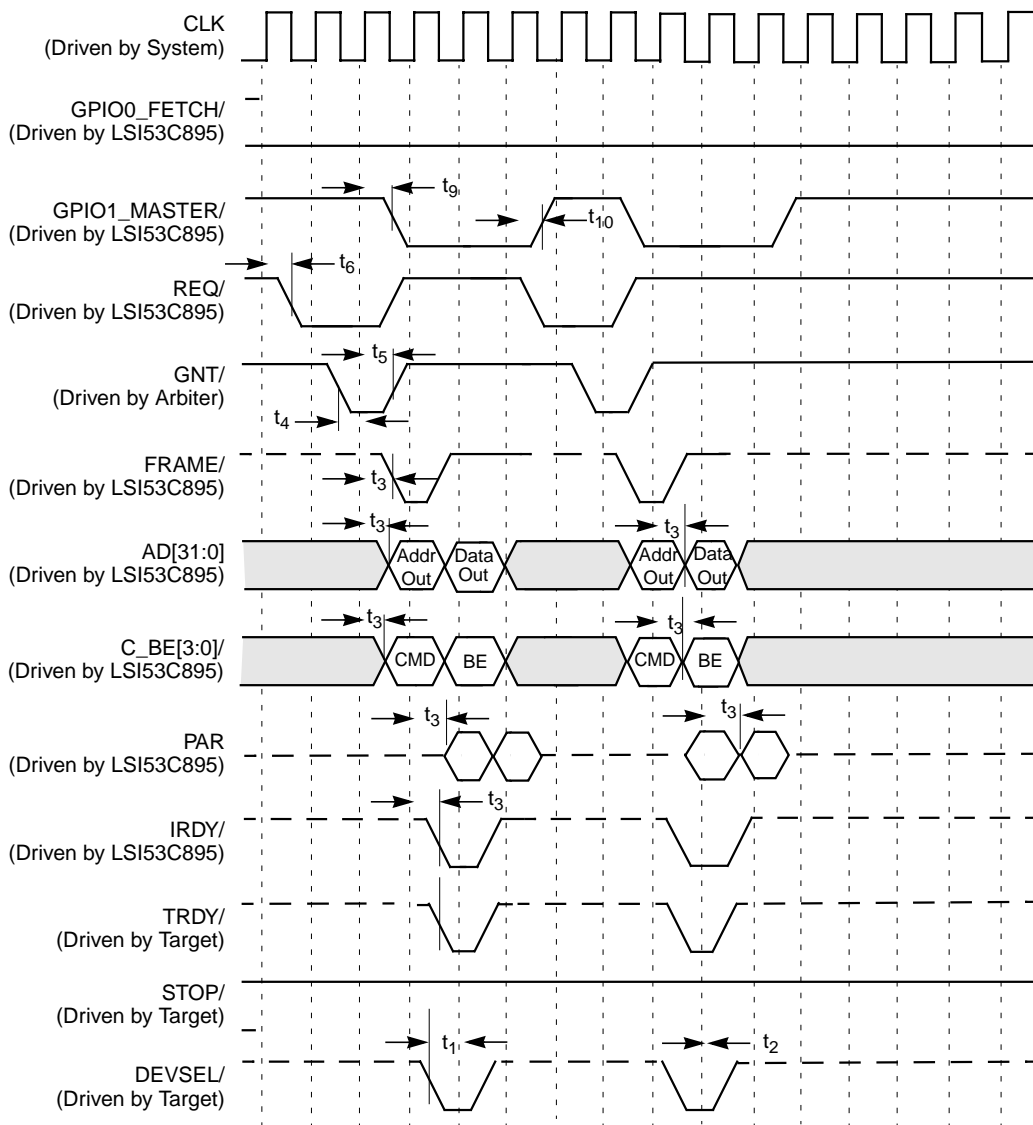 CLK
(Driven by System)
GPIO0_FETCH/
(Driven by LSI53C895)
t9
GPIO1_MASTER/
(Driven by LSI53C895)
t10
t6
REQ/
(Driven by LSI53C895)
t5
GNT/
(Driven by Arbiter)
t4
FRAME/
(Driven by LSI53C895)
t3
t3
t3
AD[31:0]
(Driven by LSI53C895)
Addr
Out
Data
Out
Addr
Out
Data
Out
t3
t3
C_BE[3:0]/
(Driven by LSI53C895)
CMD
BE
CMD
BE
t3
t3
PAR
(Driven by LSI53C895)
t3
IRDY/
(Driven by LSI53C895)
TRDY/
(Driven by Target)
STOP/
(Driven by Target)
t1
t2
DEVSEL/
(Driven by Target)